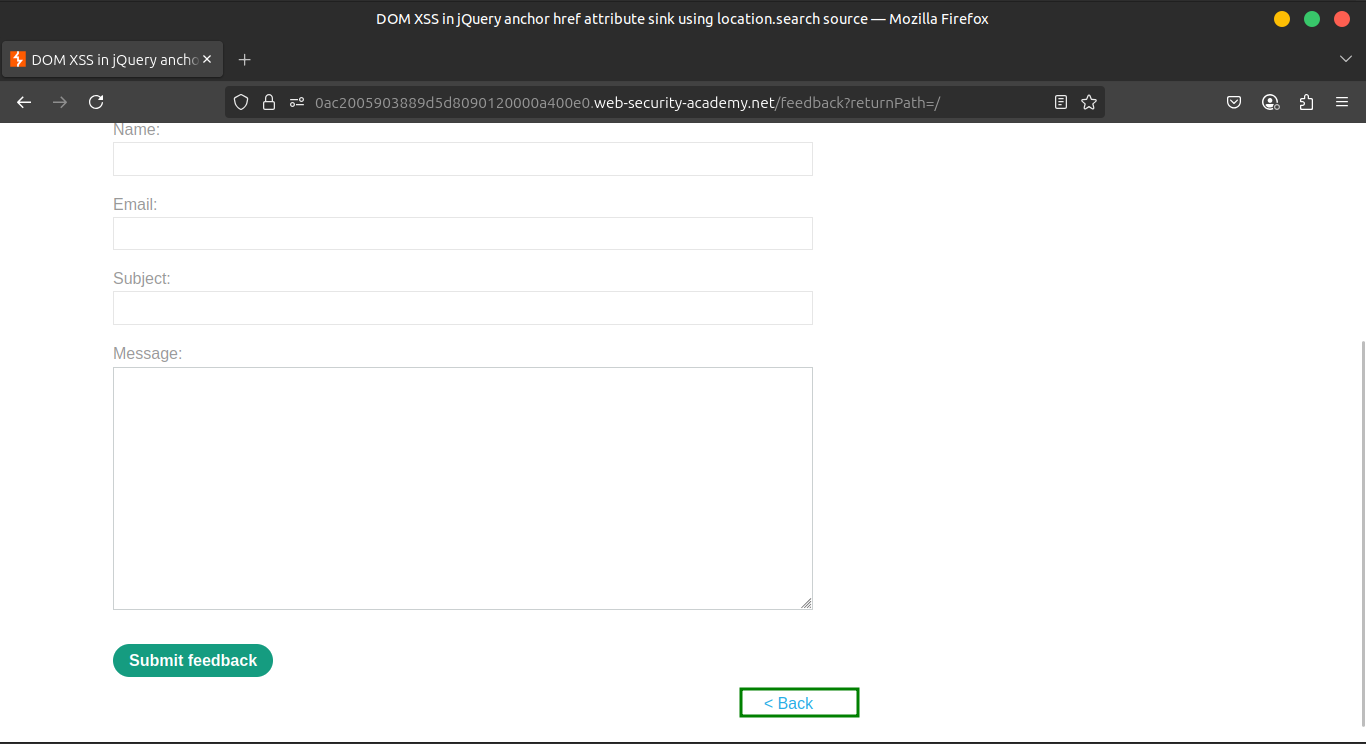 DOM XSS in jQuery anchor href attribute sink using location.search source — Mozilla Firefox
DOM XSS in jQuery ancho
0ac2005903889d5d8090120000a400e0.web-security-academy.net/feedback?returnPath=/
Name:
Email:
Subject:
Message:
Submit feedback
< Back